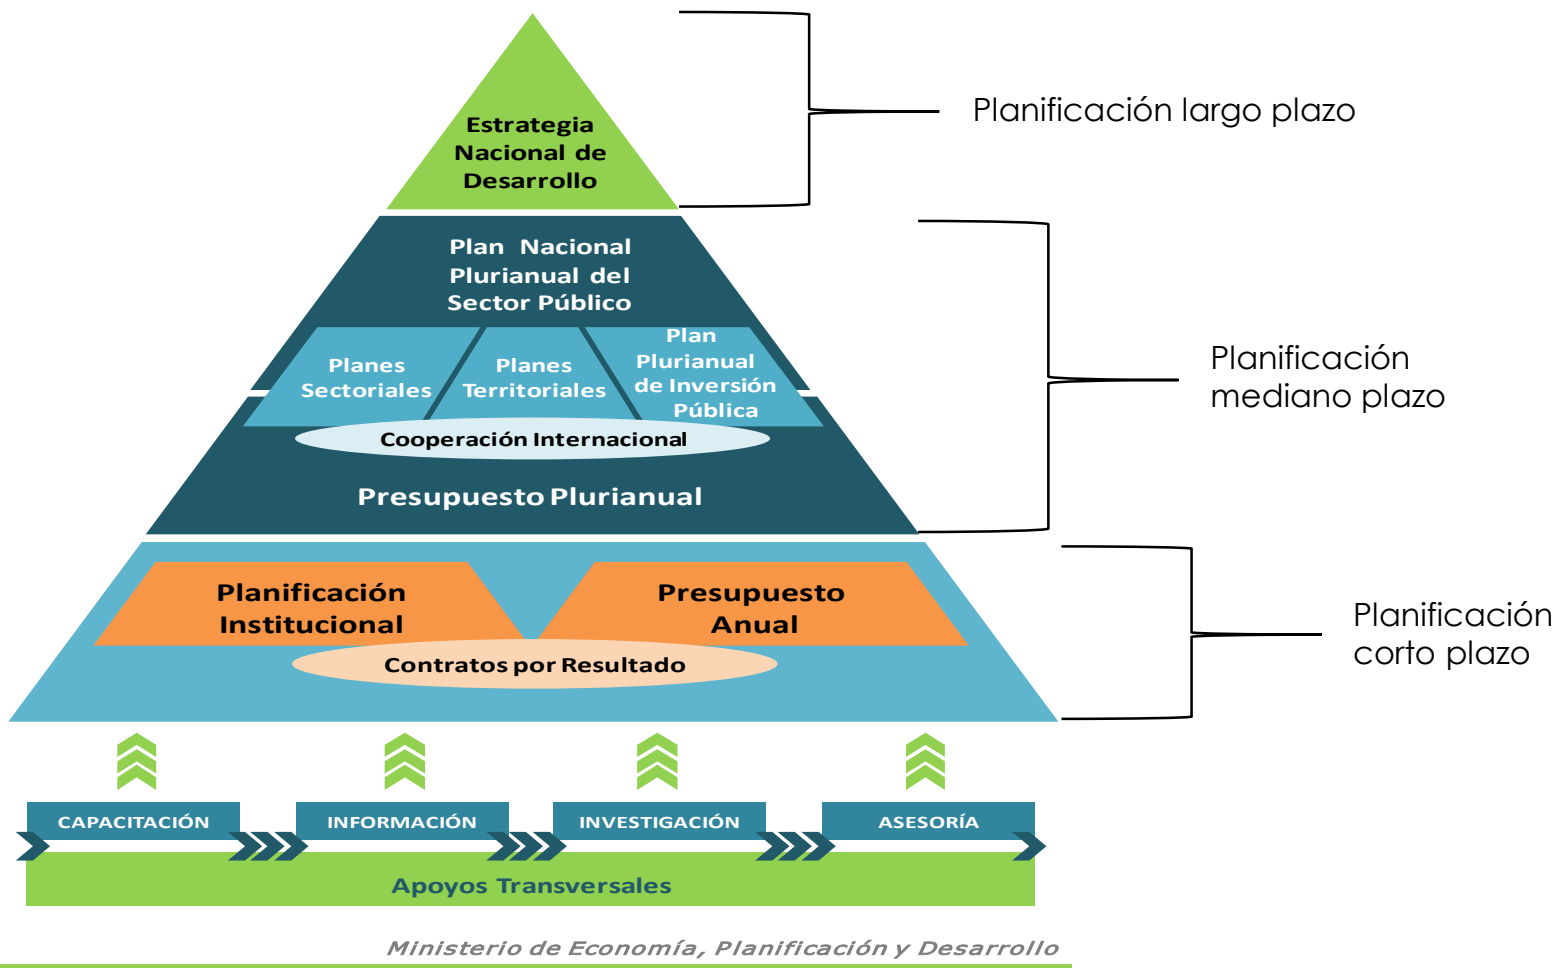 Estrategia
Nacional de
Desarrollo
Planificación largo plazo
Plan Nacional
Plurianual del
Sector Público
Planes
Sectoriales
Planes
Territoriales
Plan
Plurianual
de Inversión
Pública
Cooperación Internacional
Presupuesto Plurianual
Planificación
mediano plazo
Planificación
Institucional
Presupuesto
Anual
Contratos por Resultado
Planificación
corto plazo
CAPACITACIÓN
INFORMACIÓN
INVESTIGACIÓN
ASESORÍA
Apoyos Transversales
Ministerio de Economía, Planificación y Desarrollo